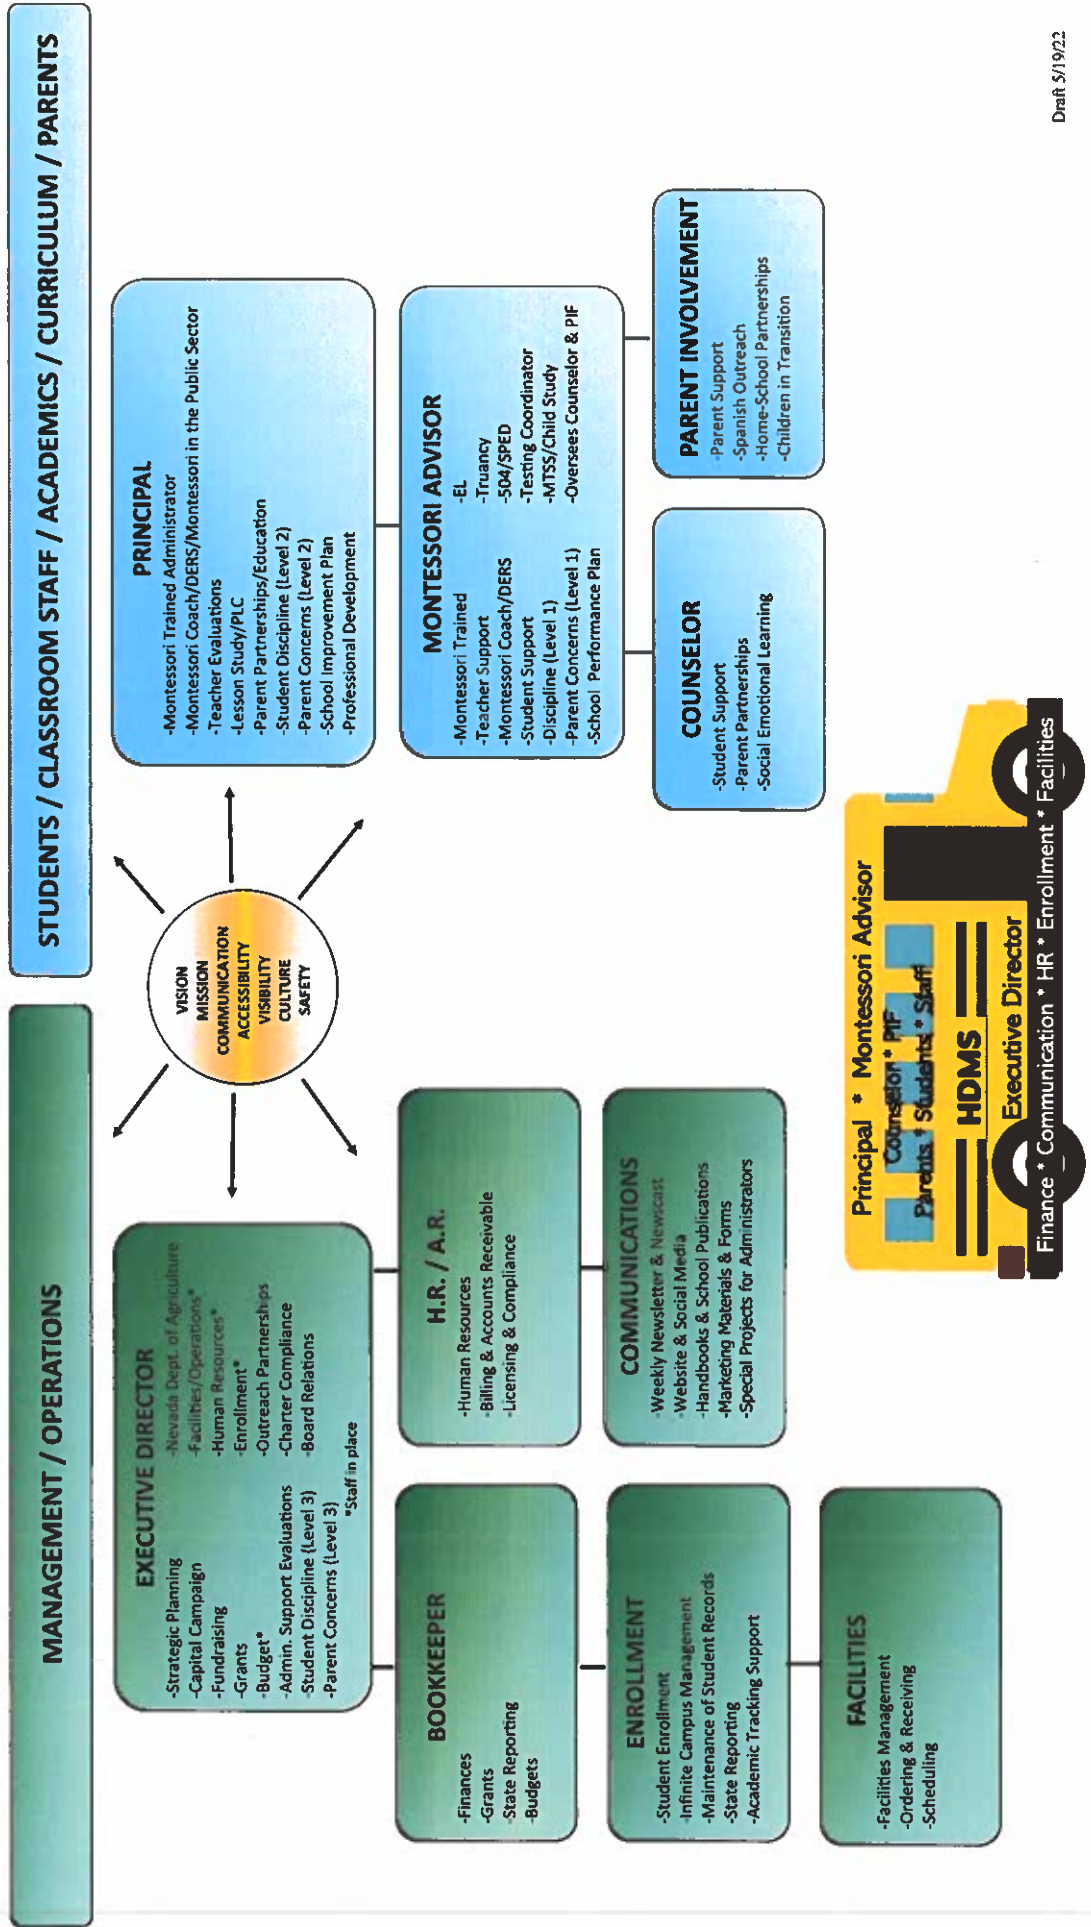 MANAGEMENT / OPERATIONS
STUDENTS / CLASSROOM STAFF / ACADEMICS / CURRICULUM / PARENTS
EXECUTIVE DIRECTOR
-Strategic Planning
-Capital Campaign
-Fundraising
-Grants
-Budget*
-Admin. Support Evaluations
-Student Discipline (Level 3)
-Parent Concerns (Level 3)
-Nevada Dept. of Agriculture
-Facilities/Operations*
-Human Resources*
-Enrollment*
-Outreach Partnerships
-Charter Compliance
-Board Relations
*Staff in place
VISION
MISSION
COMMUNICATION
ACCESSIBILITY
VISIBILITY
CULTURE
SAFETY
PRINCIPAL
-Montessori Trained Administrator
-Montessori Coach/DERS/Montessori in the Public Sector
-Teacher Evaluations
-Lesson Study/PLC
-Parent Partnerships/Education
-Student Discipline (Level 2)
-Parent Concerns (Level 2)
-School Improvement Plan
-Professional Development
BOOKKEEPER
-Finances
-Grants
-State Reporting
-Budgets
H.R. / A.R.
-Human Resources
-Billing & Accounts Receivable
-Licensing & Compliance
MONTESSORI ADVISOR
-Montessori Trained
-Teacher Support
-Montessori Coach/DERS
-Student Support
-Discipline (Level 1)
-Parent Concerns (Level 1)
-School Performance Plan
-EL
-Truancy
-504/SPED
-Testing Coordinator
-MTSS/Child Study
-Oversees Counselor & PIF
ENROLLMENT
-Student Enrollment
-Infinite Campus Management
-Maintenance of Student Records
-State Reporting
-Academic Tracking Support
COMMUNICATIONS
-Weekly Newsletter & Newscast
-Website & Social Media
-Handbooks & School Publications
-Marketing Materials & Forms
-Special Projects for Administrators
COUNSELOR
-Student Support
-Parent Partnerships
-Social Emotional Learning
PARENT INVOLVEMENT
-Parent Support
-Spanish Outreach
-Home-School Partnerships
-Children in Transition
FACILITIES
-Facilities Management
-Ordering & Receiving
-Scheduling
Principal * Montessori Advisor
Counselor * PIF
Parents * Students * Staff
HDMS
Executive Director
Finance * Communication * HR * Enrollment * Facilities
Draft 5/19/22